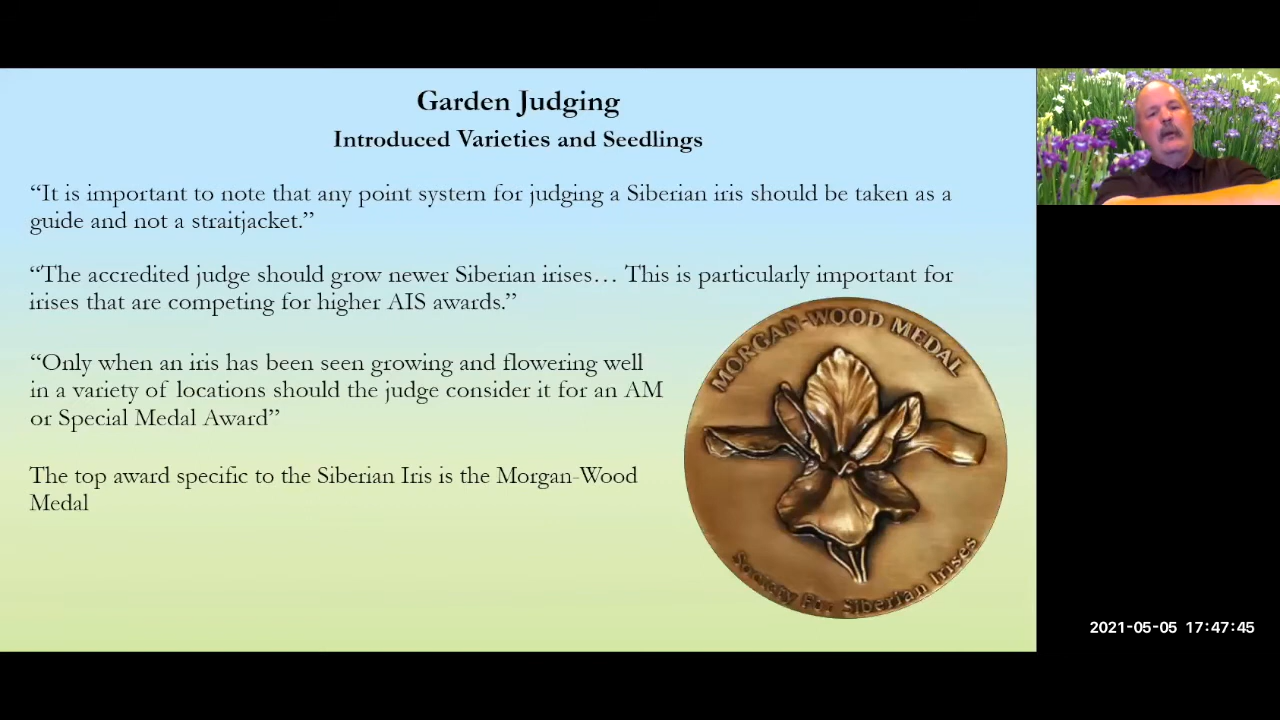 Garden Judging
Introduced Varieties and Seedlings
“It is important to note that any point system for judging a Siberian iris should be taken as a
guide and not a straitjacket.”
“The accredited judge should grow newer Siberian irises… This is particularly important for
irises that are competing for higher AIS awards.”
“Only when an iris has been seen growing and flowering well
in a variety of locations should the judge consider it for an AM
or Special Medal Award”
The top award specific to the Siberian Iris is the Morgan-Wood
Medal
MORGAN-WOOD MEDAL
Society For Siberian Irises
2021-05-05 17:47:45